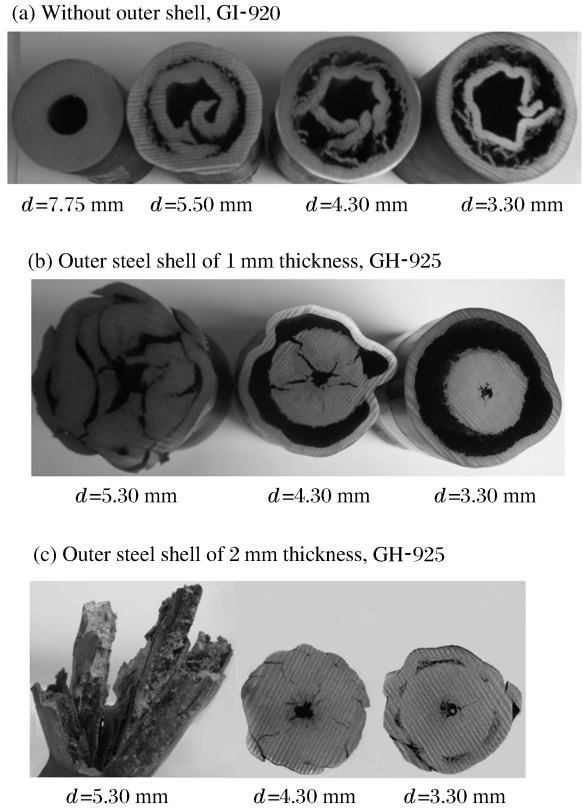 (a) Without outer shell, GI-920
d=7.75 mm d=5.50 mm d=4.30 mm d=3.30 mm
(b) Outer steel shell of 1 mm thickness, GH-925
d=5.30 mm d=4.30 mm d=3.30 mm
(c) Outer steel shell of 2 mm thickness, GH-925
d=5.30 mm d=4.30 mm d=3.30 mm